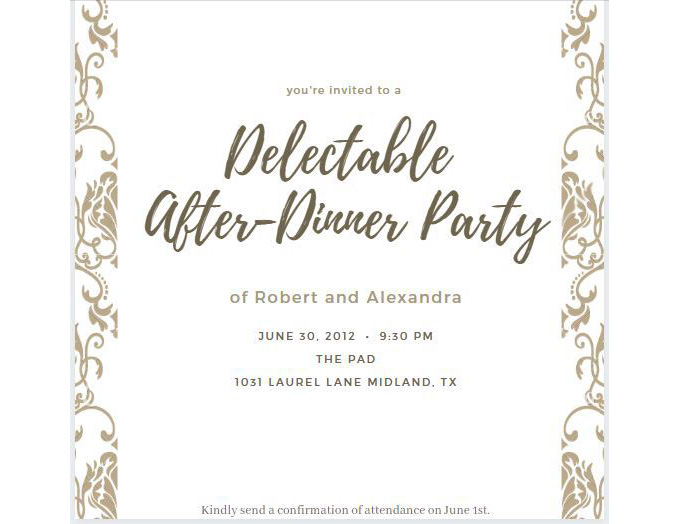 you're invited to a
Delectable
After-Dinner Party
of Robert and Alexandra
JUNE 30, 2012 • 9:30 PM
THE PAD
1031 LAUREL LANE MIDLAND, TX
Kindly send a confirmation of attendance on June 1st.